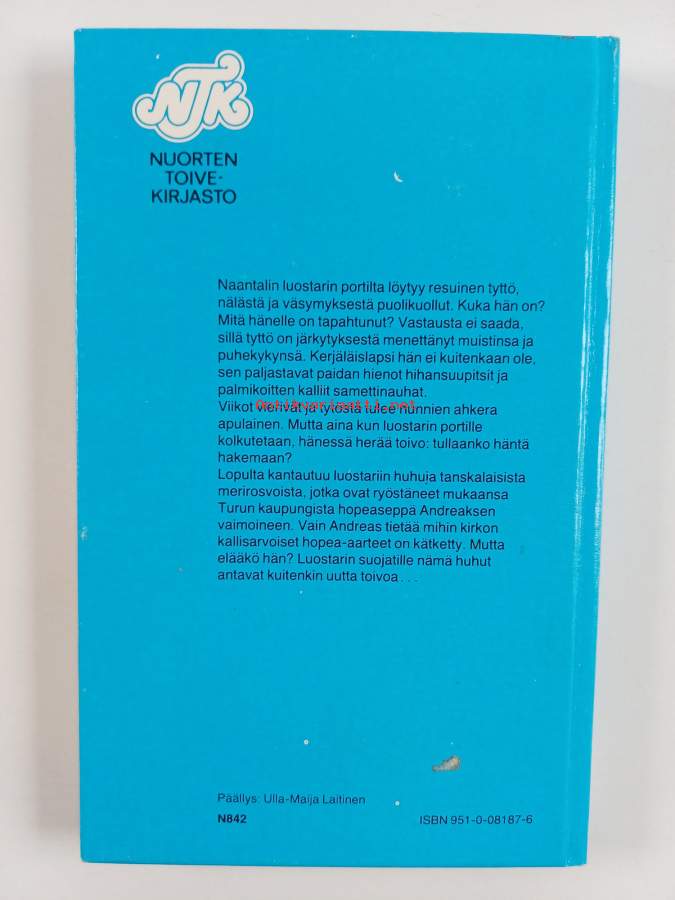 NTK
NUORTEN
TOIVE-
KIRJASTO
Naantalin luostarin portilta löytyy resuinen tyttö,
nälästä ja väsymyksestä puolikuollut. Kuka hän on?
Mitä hänelle on tapahtunut? Vastausta ei saada,
sillä tyttö on järkytyksestä menettänyt muistinsa ja
puhekykynsä. Kerjäläislapsi hän ei kuitenkaan ole,
sen paljastavat paidan hienot hihansuupitsit ja
palmikoitten kalliit samettinauhat.
Antikvariaatti.net
Viikot vierivät ja tytöstä tulee nunnien ahkera
apulainen. Mutta aina kun luostarin portille
kolkutetaan, hänessä herää toivo: tullaanko häntä
hakemaan?
Lopulta kantautuu luostariin huhuja tanskalaisista
merirosvoista, jotka ovat ryöstäneet mukaansa
Turun kaupungista hopeaseppä Andreaksen
vaimoineen. Vain Andreas tietää mihin kirkon
kallisarvoiset hopea-aarteet on kätketty. Mutta
elääkö hän? Luostarin suojatille nämä huhut
antavat kuitenkin uutta toivoa...
Päällys: Ulla-Maija Laitinen
N842 ISBN 951-0-08187-6